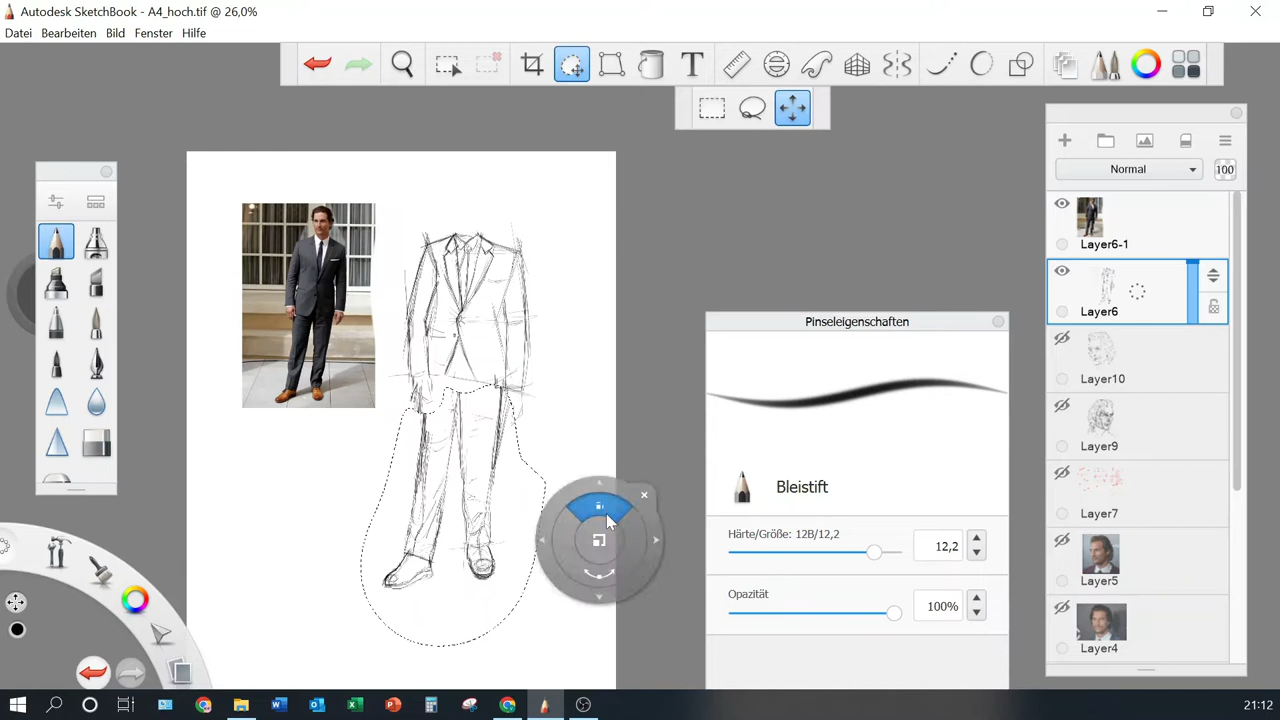 Autodesk SketchBook - A4_hoch.tif @ 26,0%
Datei Bearbeiten Bild Fenster Hilfe
T
Normal 100
Layer6-1
Layer6
Layer10
Layer9
Layer7
Layer5
Layer4
Pinseleigenschaften
Bleistift
Härte/Größe: 12B/12,2
12,2
Opazität
100%
21:12